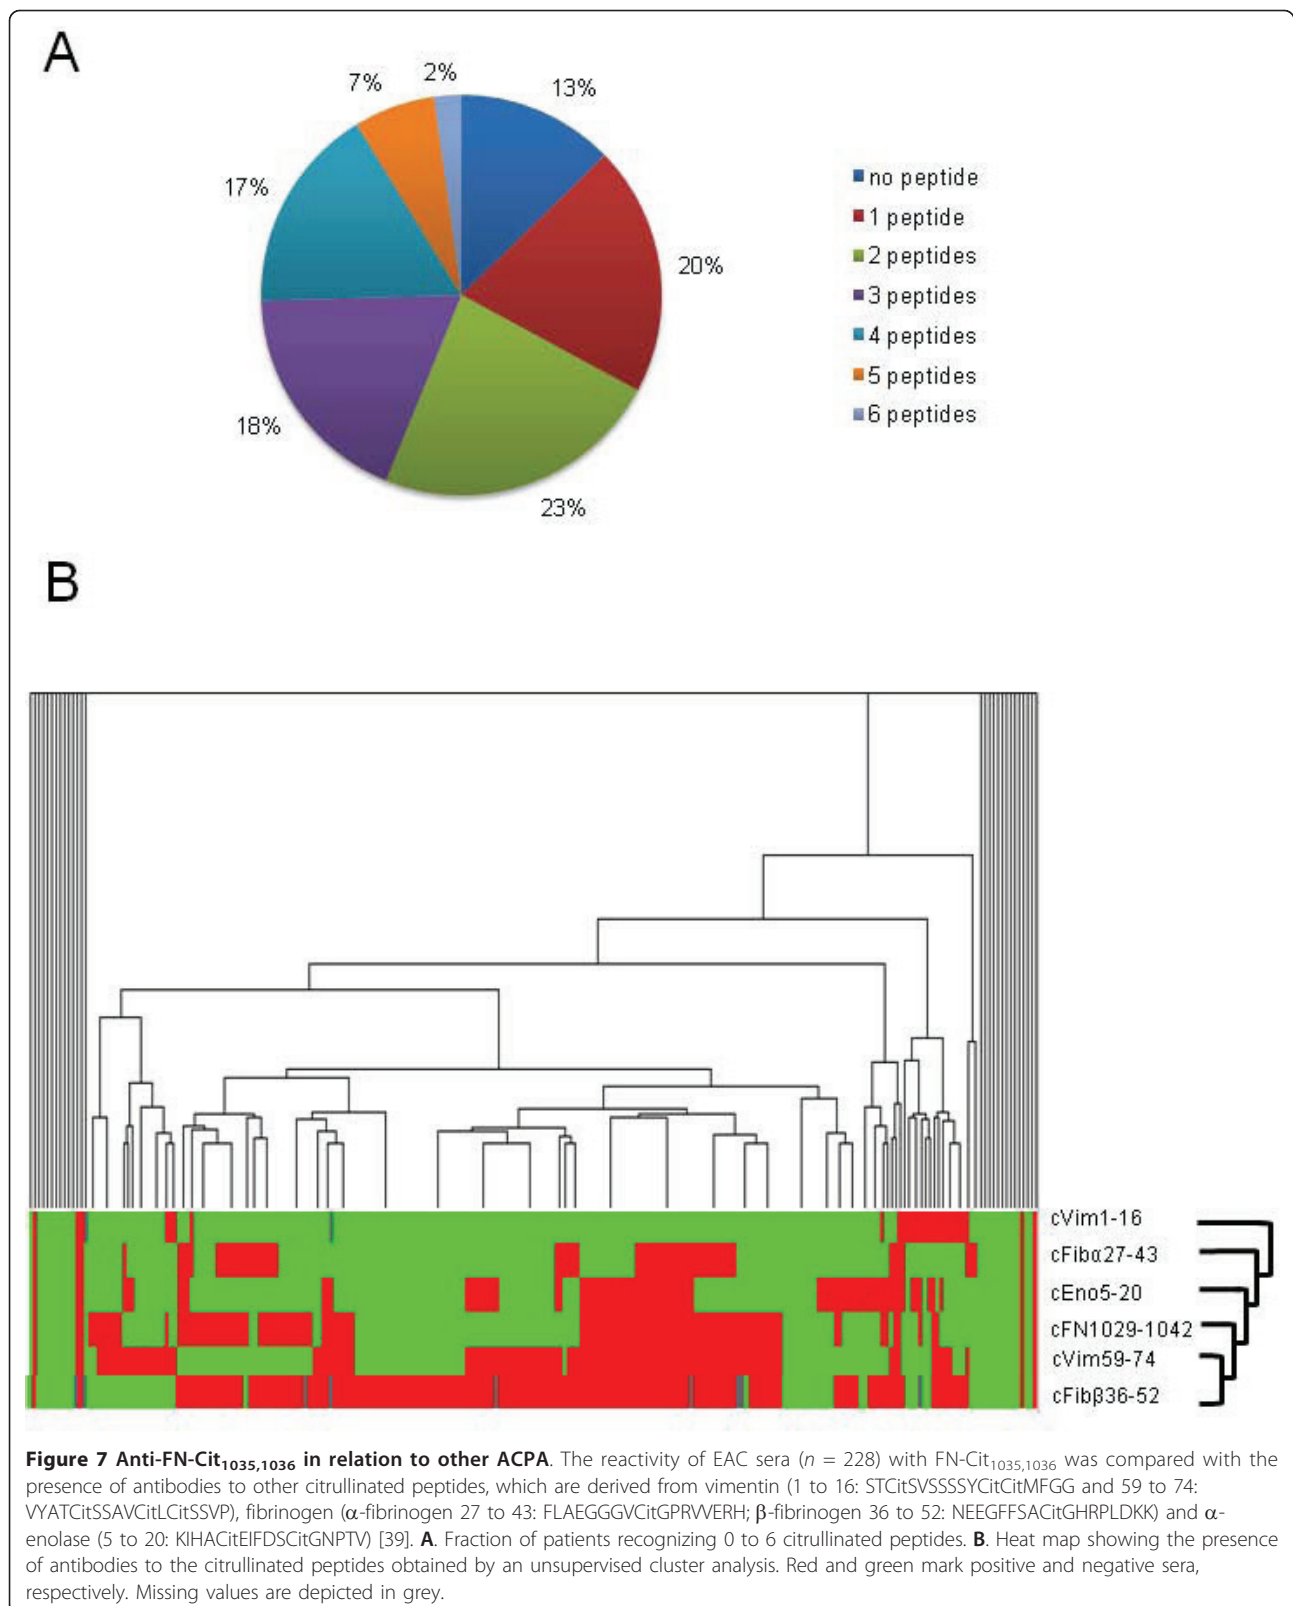 A
7%
2%
13%
17%
20%
18%
23%
no peptide
1 peptide
2 peptides
3 peptides
4 peptides
5 peptides
6 peptides
B
cVim1-16
cFibα27-43
cEno5-20
cFN1029-1042
cVim59-74
cFibβ36-52
Figure 7 Anti-FN-Cit1035,1036 in relation to other ACPA. The reactivity of EAC sera (n = 228) with FN-Cit1035,1036 was compared with the
presence of antibodies to other citrullinated peptides, which are derived from vimentin (1 to 16: STCitSVSSSSYCitCitMFGG and 59 to 74:
VYATCitSSAVCitLCitSSVP), fibrinogen (α-fibrinogen 27 to 43: FLAEGGGVCitGPRVVERH; β-fibrinogen 36 to 52: NEEGFFSACitGHRPLDKK) and α-
enolase (5 to 20: KIHACitEIFDSCitGNPTV) [39]. A. Fraction of patients recognizing 0 to 6 citrullinated peptides. B. Heat map showing the presence
of antibodies to the citrullinated peptides obtained by an unsupervised cluster analysis. Red and green mark positive and negative sera,
respectively. Missing values are depicted in grey.